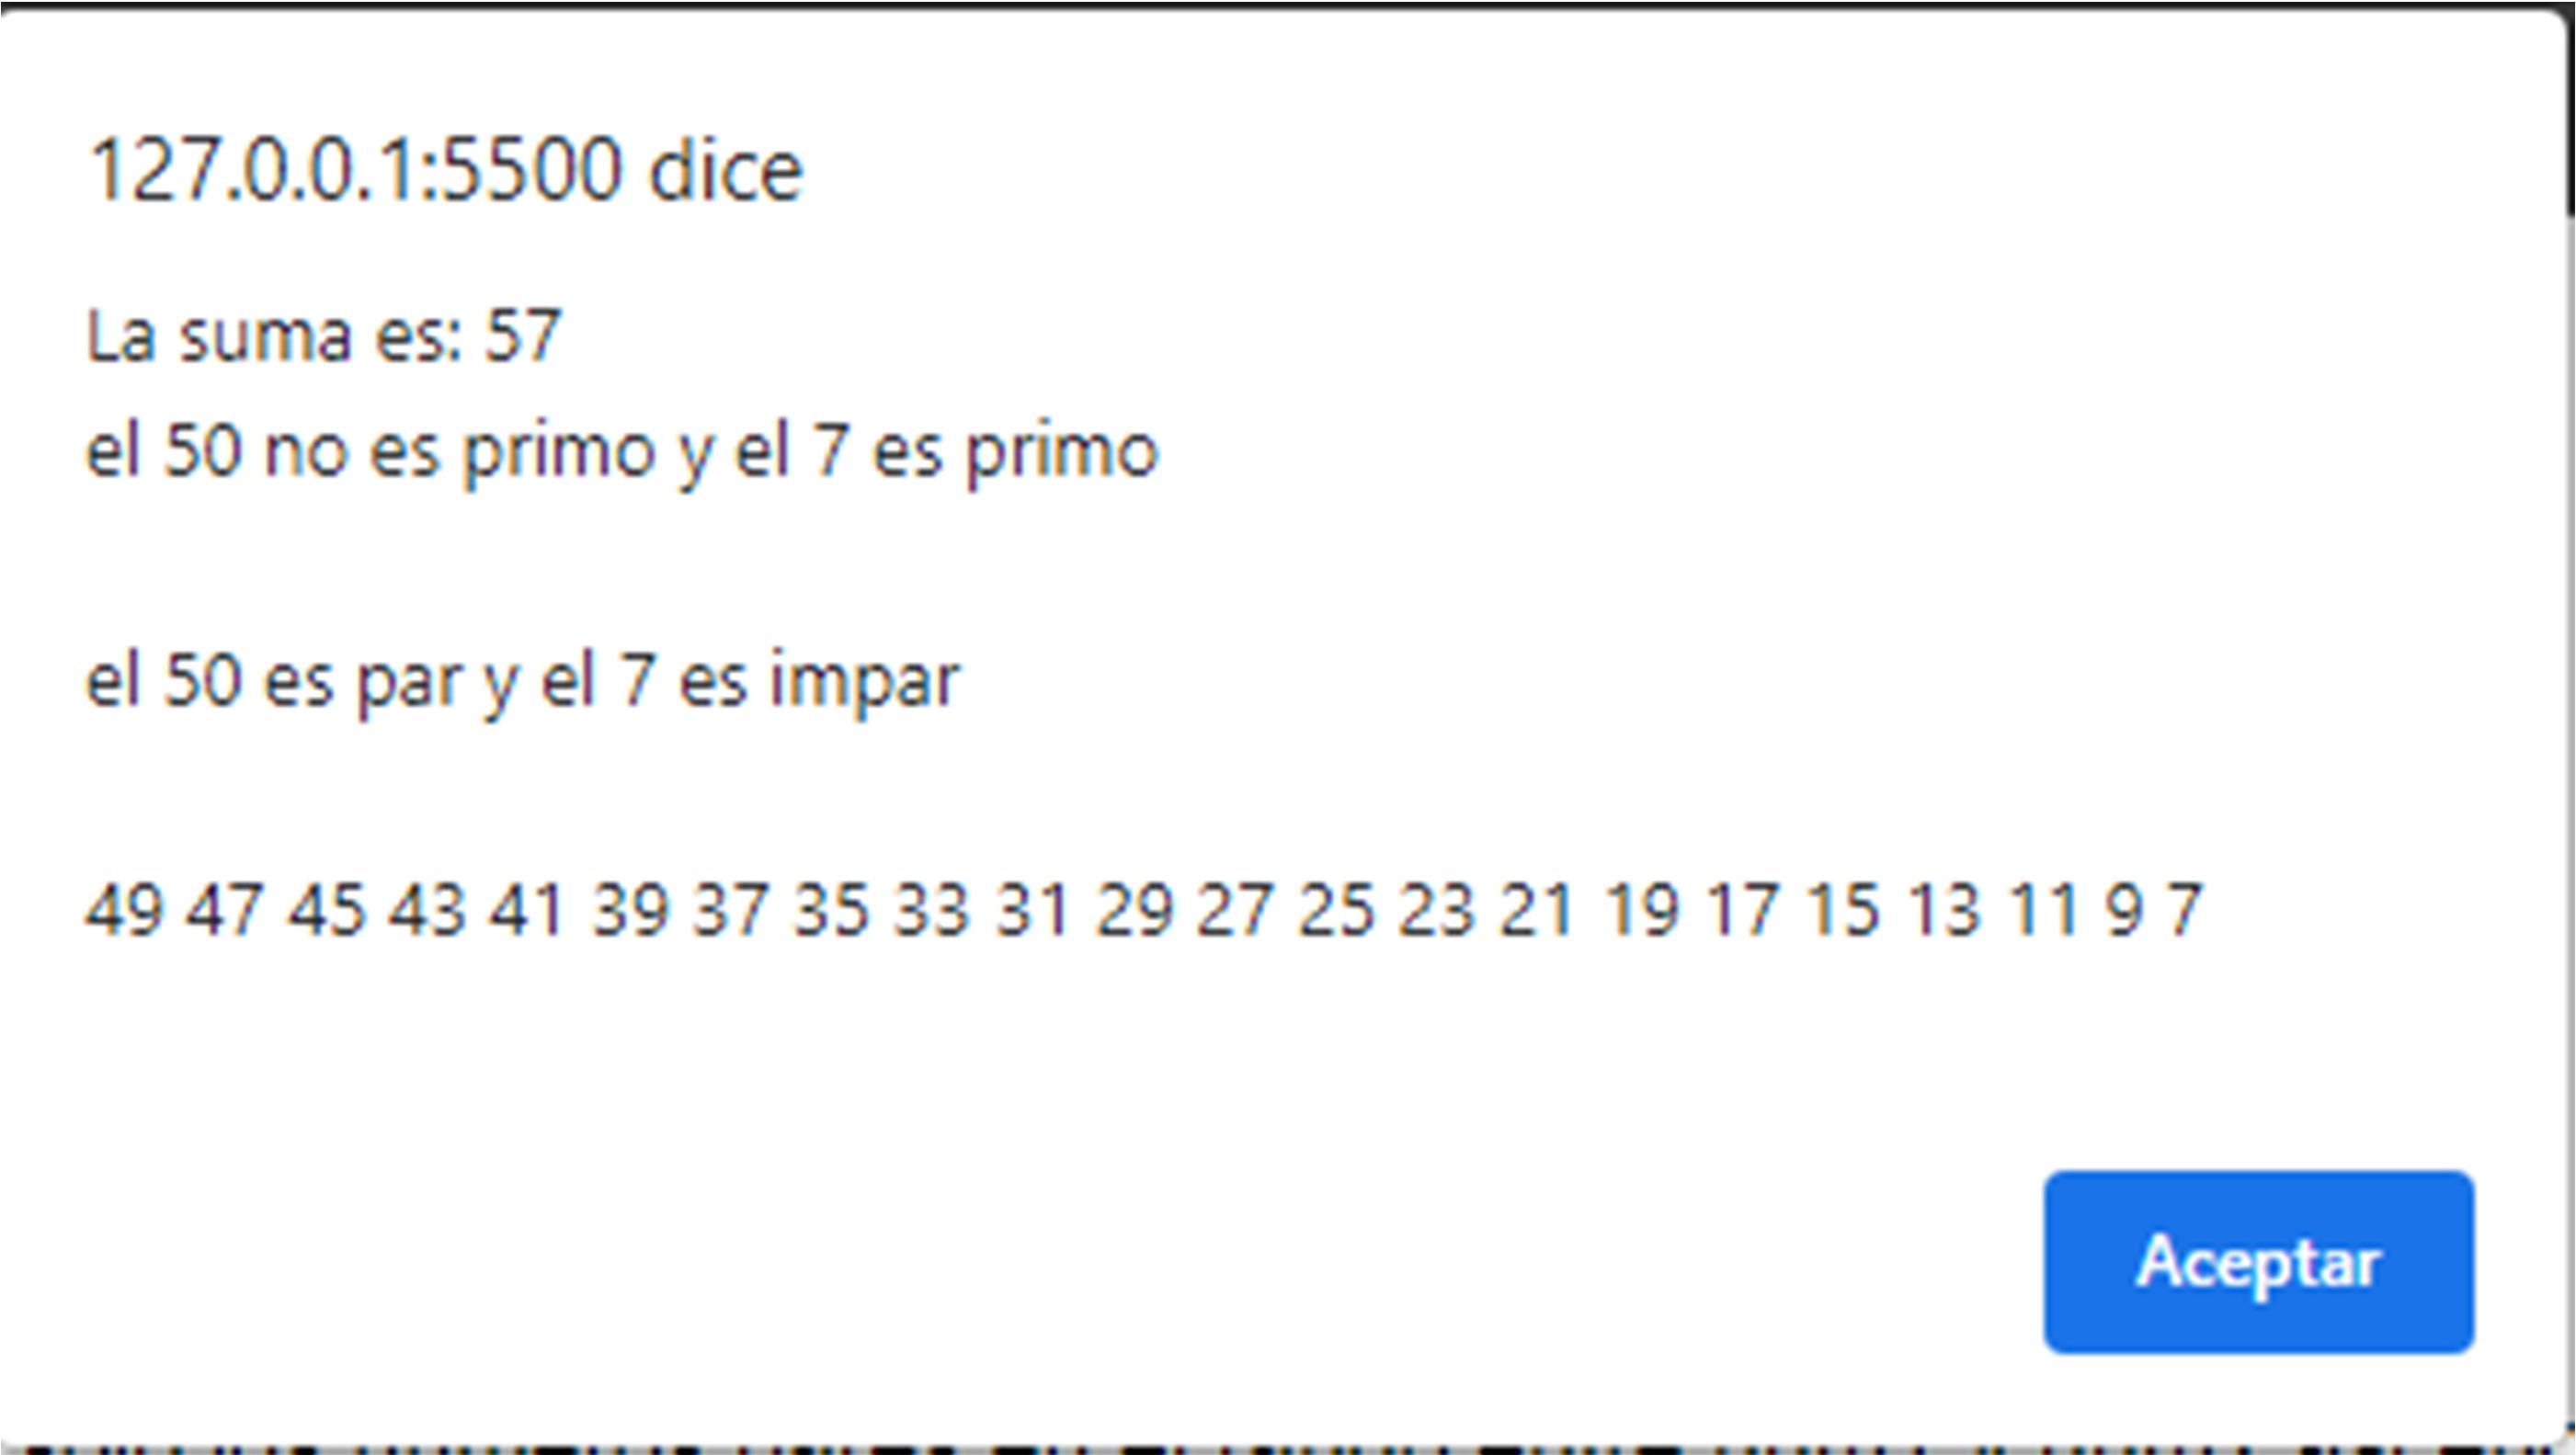 127.0.0.1:5500 dice
La suma es: 57
el 50 no es primo y el 7 es primo
el 50 es par y el 7 es impar
49 47 45 43 41 39 37 35 33 31 29 27 25 23 21 19 17 15 13 11 9 7
Aceptar